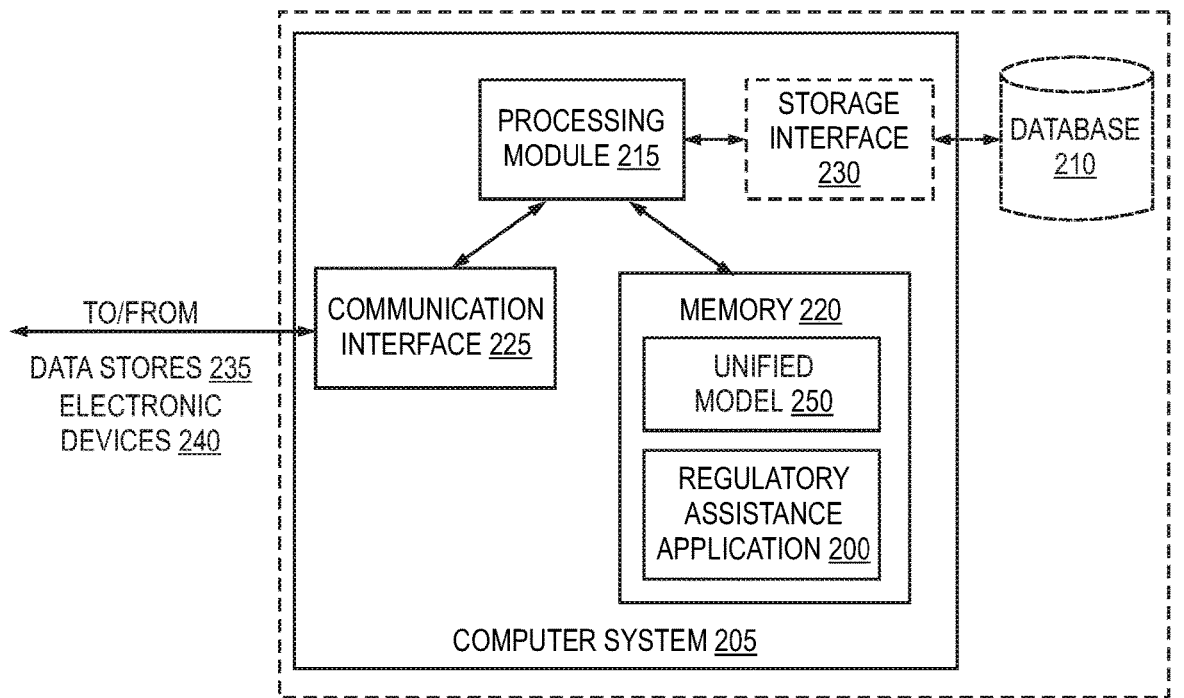 PROCESSING
MODULE 215
STORAGE
INTERFACE
230
DATABASE
210
COMMUNICATION
INTERFACE 225
TO/FROM
DATA STORES 235
ELECTRONIC
DEVICES 240
MEMORY 220
UNIFIED
MODEL 250
REGULATORY
ASSISTANCE
APPLICATION 200
COMPUTER SYSTEM 205